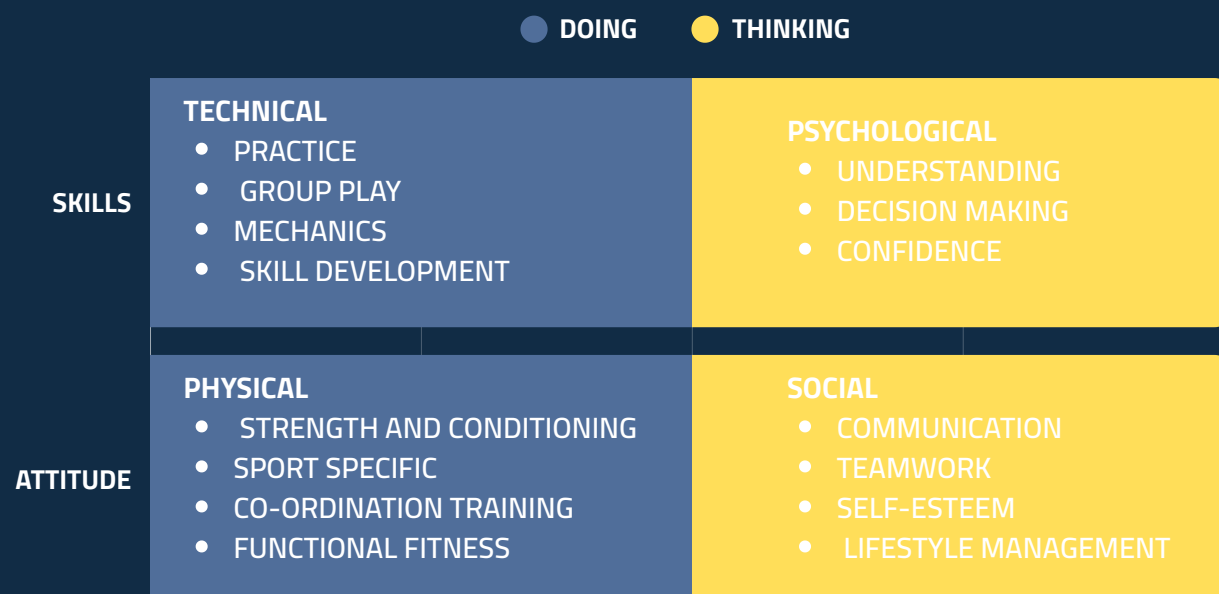 DOING
THINKING
SKILLS
TECHNICAL
• PRACTICE
• GROUP PLAY
• MECHANICS
• SKILL DEVELOPMENT
PSYCHOLOGICAL
• UNDERSTANDING
• DECISION MAKING
• CONFIDENCE
ATTITUDE
PHYSICAL
• STRENGTH AND CONDITIONING
• SPORT SPECIFIC
• CO-ORDINATION TRAINING
• FUNCTIONAL FITNESS
SOCIAL
• COMMUNICATION
• TEAMWORK
• SELF-ESTEEM
• LIFESTYLE MANAGEMENT